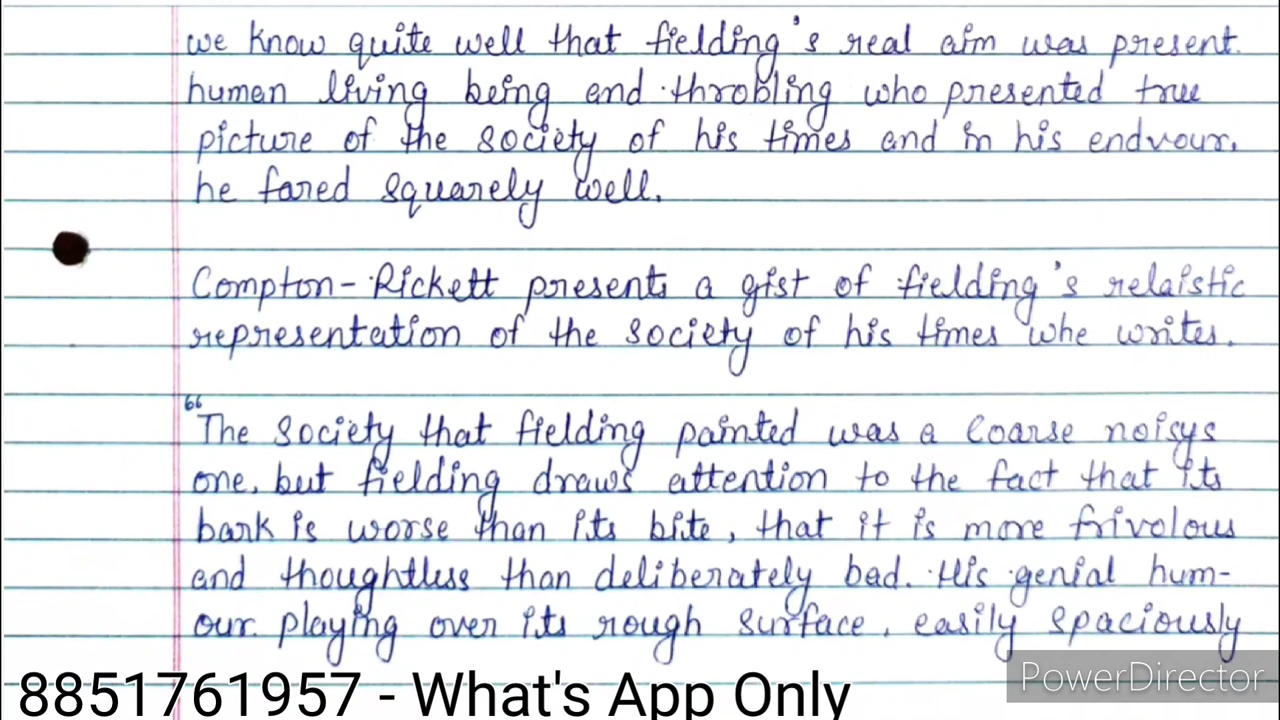 we know quite well that fielding's real aim was present.
human living being and throbling who presented true
picture of the society of his times and in his endvour.
he fared squarely well.
Compton-Rickett presents a gist of fielding's relaistic
representation of the society of his times whe writes.
"The society that fielding painted was a coarse noisys
one, but fielding draws attention to the fact that its
bark is worse than its bite, that it is more frivolous
and thoughtless than deliberately bad. His genial hum-
our. playing over its rough surface, easily spaciously
PowerDirector
8851761957 - What's App Only